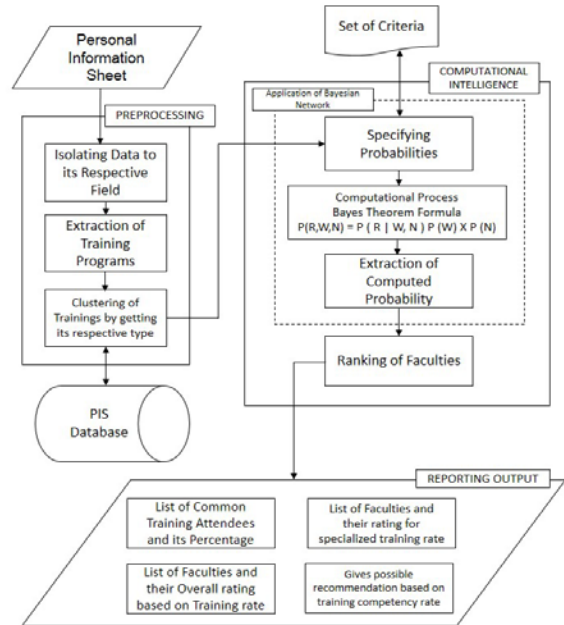 Personal
Information
Sheet
PREPROCESSING
Isolating Data to
its Respective
Field
Extraction of
Training
Programs
Clustering of
Trainings by getting
its respective type
PIS
Database
Set of Criteria
COMPUTATIONAL
INTELLIGENCE
Application of Bayesian
Network
Specifying
Probabilities
Computational Process
Bayes Theorem Formula
P(R,W,N) = P ( R | W, N ) P (W) X P (N)
Extraction of
Computed
Probability
Ranking of Faculties
REPORTING OUTPUT
List of Common
Training Attendees
and its Percentage
List of Faculties and
their rating for
specialized training rate
List of Faculties and
their Overall rating
based on Training rate
Gives possible
recommendation based on
training competency rate